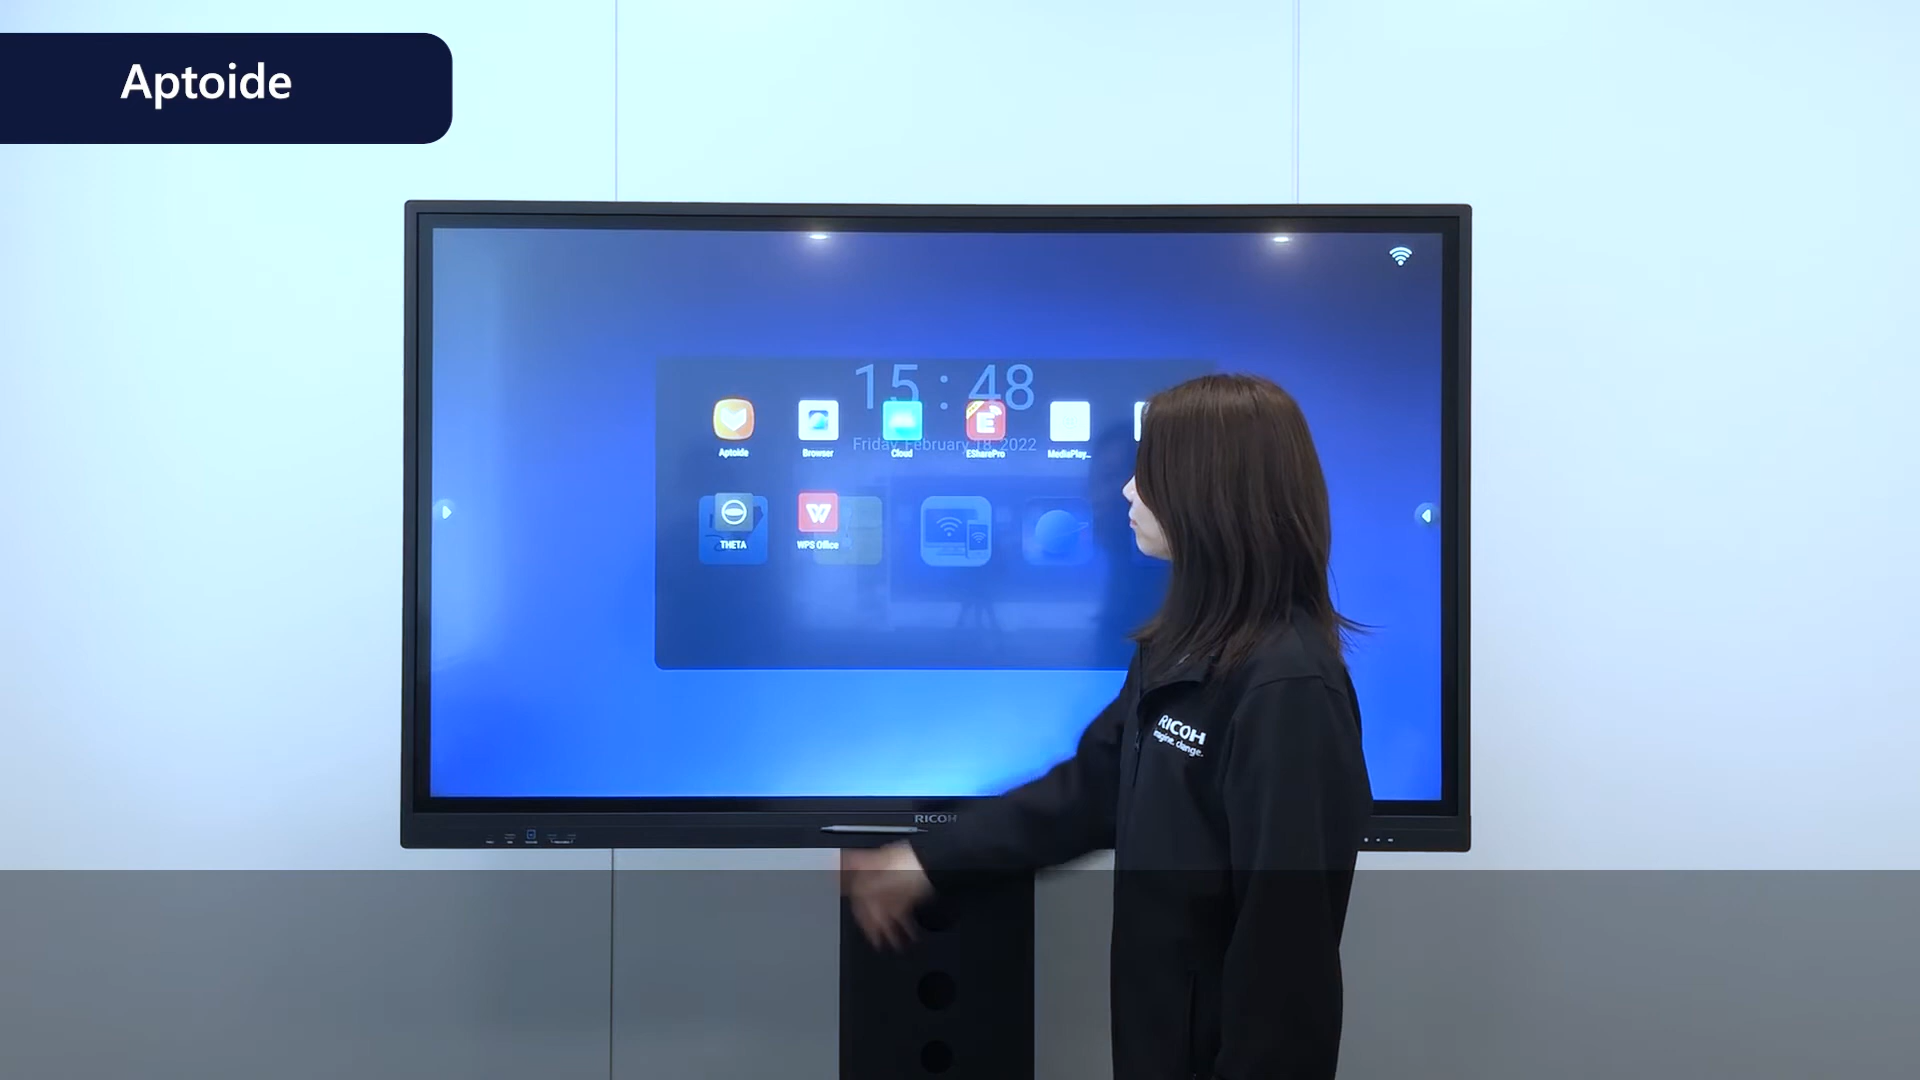 Aptoide
15 : 48
Friday, February 18, 2022
Aptoide
Browser
Cloud
ESharePro
MediaPlay...
THETA
WPS Office
RICOH
imagine. change.
RICOH